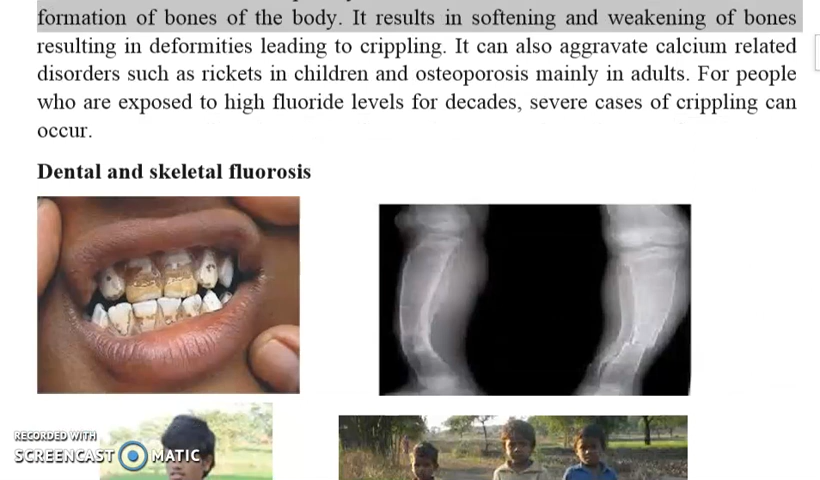 formation of bones of the body. It results in softening and weakening of bones
resulting in deformities leading to crippling. It can also aggravate calcium related
disorders such as rickets in children and osteoporosis mainly in adults. For people
who are exposed to high fluoride levels for decades, severe cases of crippling can
occur.
Dental and skeletal fluorosis
RECORDED WITH
SCREENCAST MATIC